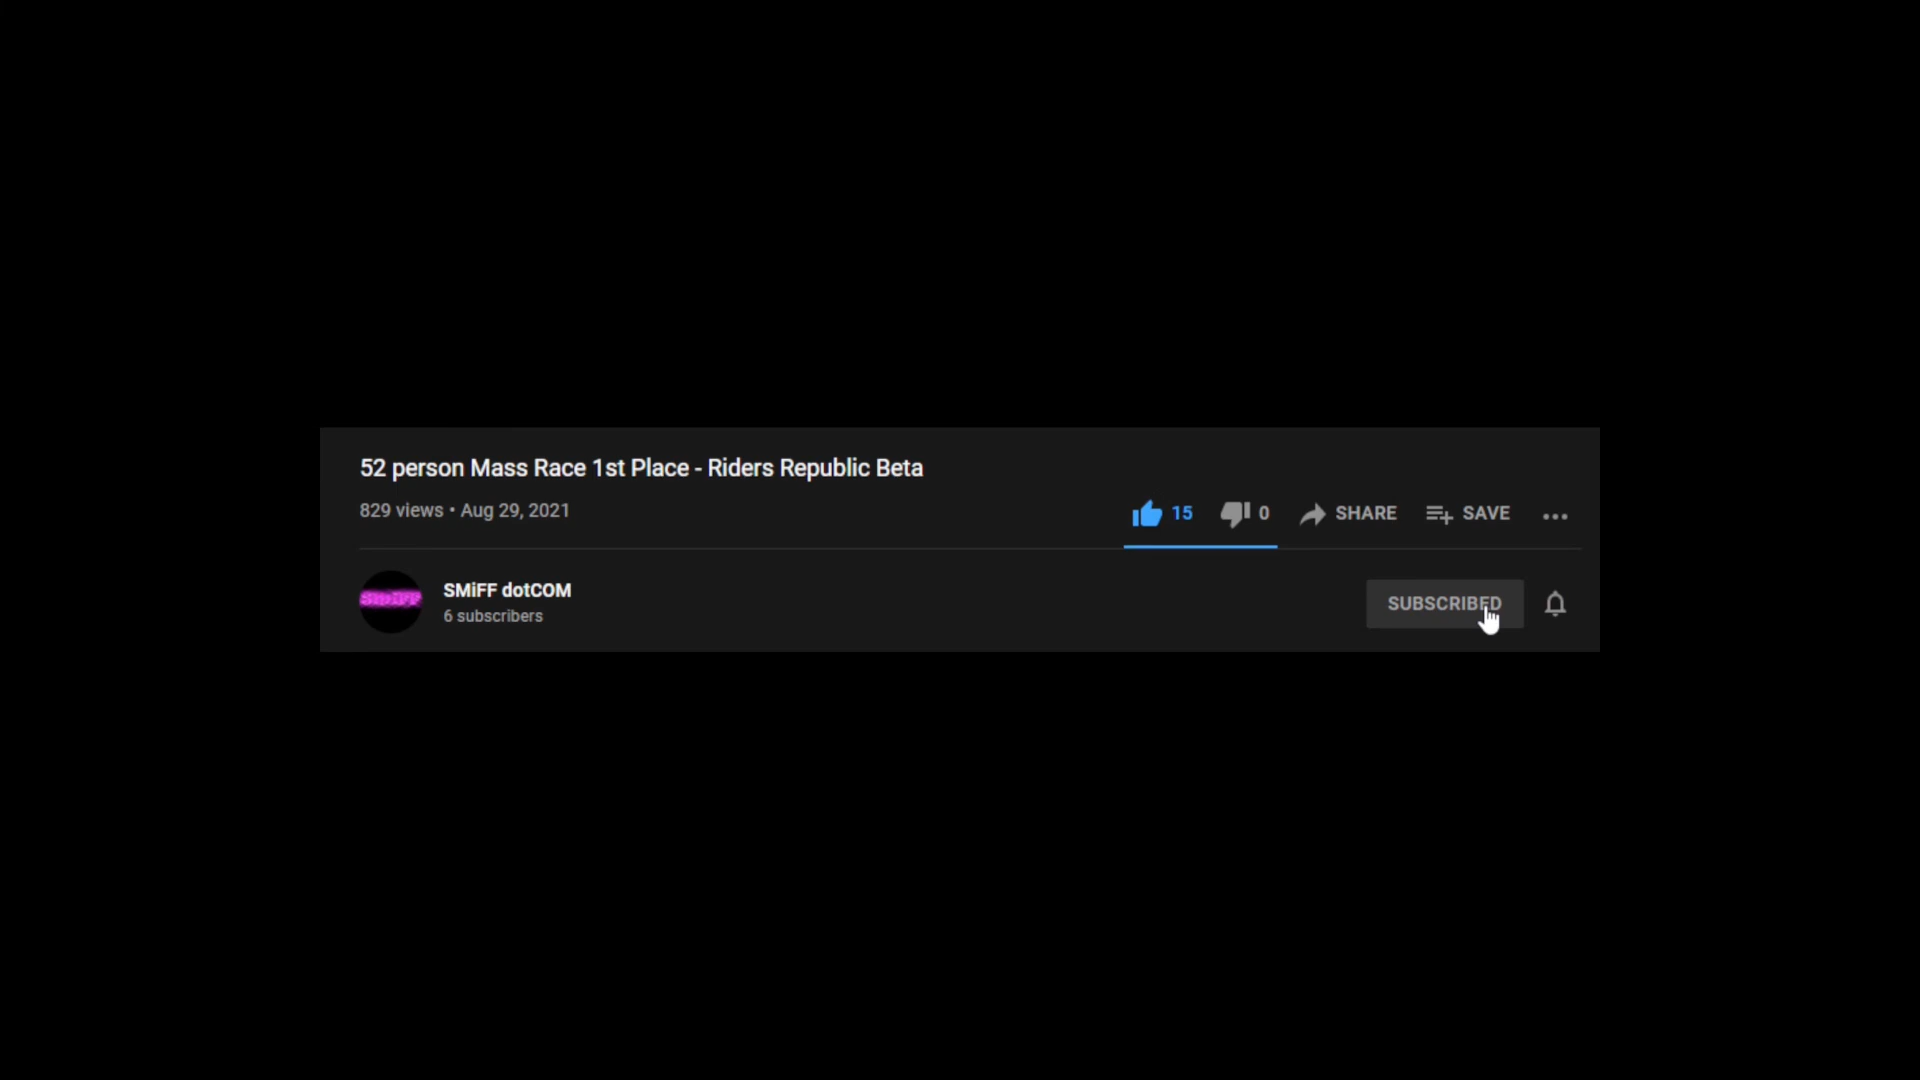 52 person Mass Race 1st Place - Riders Republic Beta
829 views • Aug 29, 2021
15 0 SHARE SAVE
SMiFF
SMiFF dotCOM
6 subscribers
SUBSCRIBED